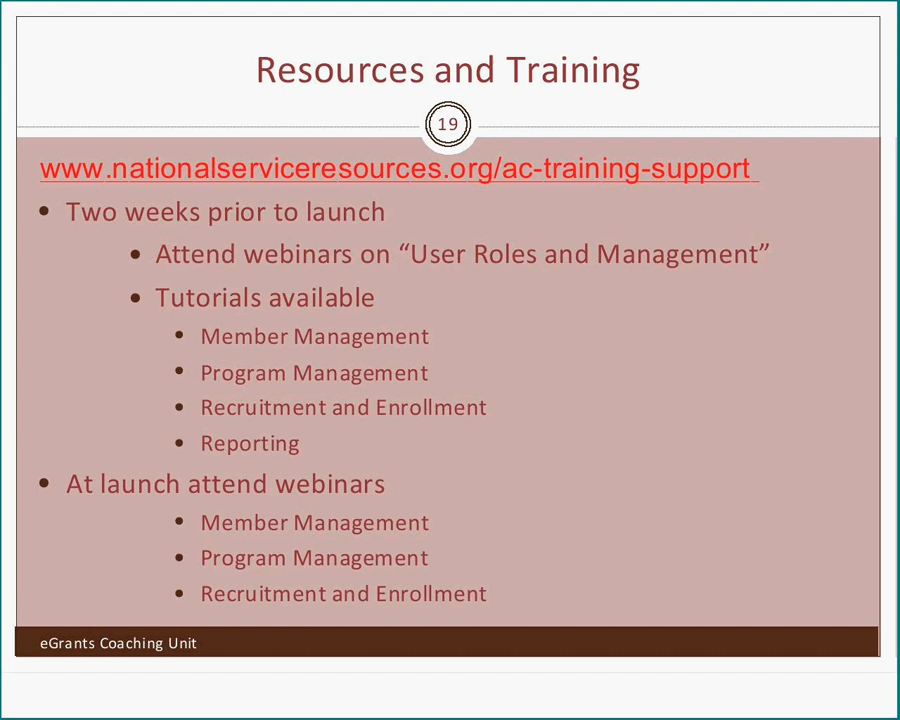 Resources and Training
19
www.nationalserviceresources.org/ac-training-support
• Two weeks prior to launch
• Attend webinars on “User Roles and Management”
• Tutorials available
• Member Management
• Program Management
• Recruitment and Enrollment
• Reporting
• At launch attend webinars
• Member Management
• Program Management
• Recruitment and Enrollment
eGrants Coaching Unit